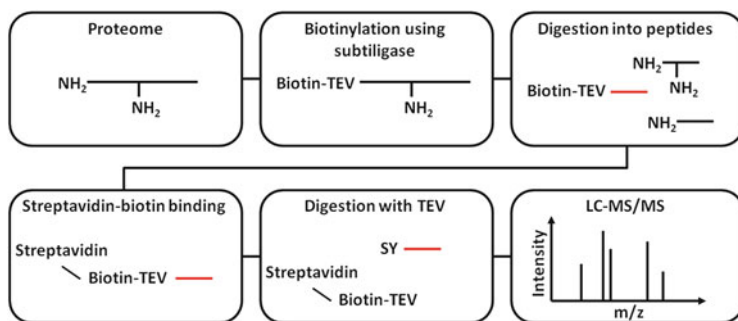 Proteome
NH2
NH2
Biotinylation using
subtiligase
Biotin-TEV
NH2
Digestion into peptides
NH2
NH2
Biotin-TEV
NH2
Streptavidin-biotin binding
Streptavidin
Biotin-TEV
Digestion with TEV
SY
Streptavidin
Biotin-TEV
LC-MS/MS
Intensity
m/z